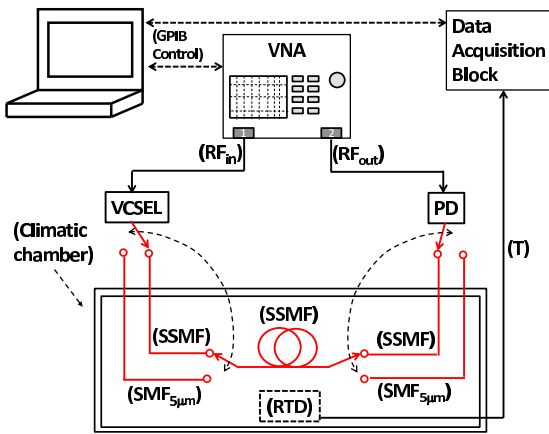 (GPIB
Control)
VNA
Data
Acquisition
Block
1
2
(RFin)
(RFout)
VCSEL
PD
(Climatic
chamber)
(T)
(SSMF)
(SSMF)
(SSMF)
(SMF5μm)
(SMF5μm)
(RTD)